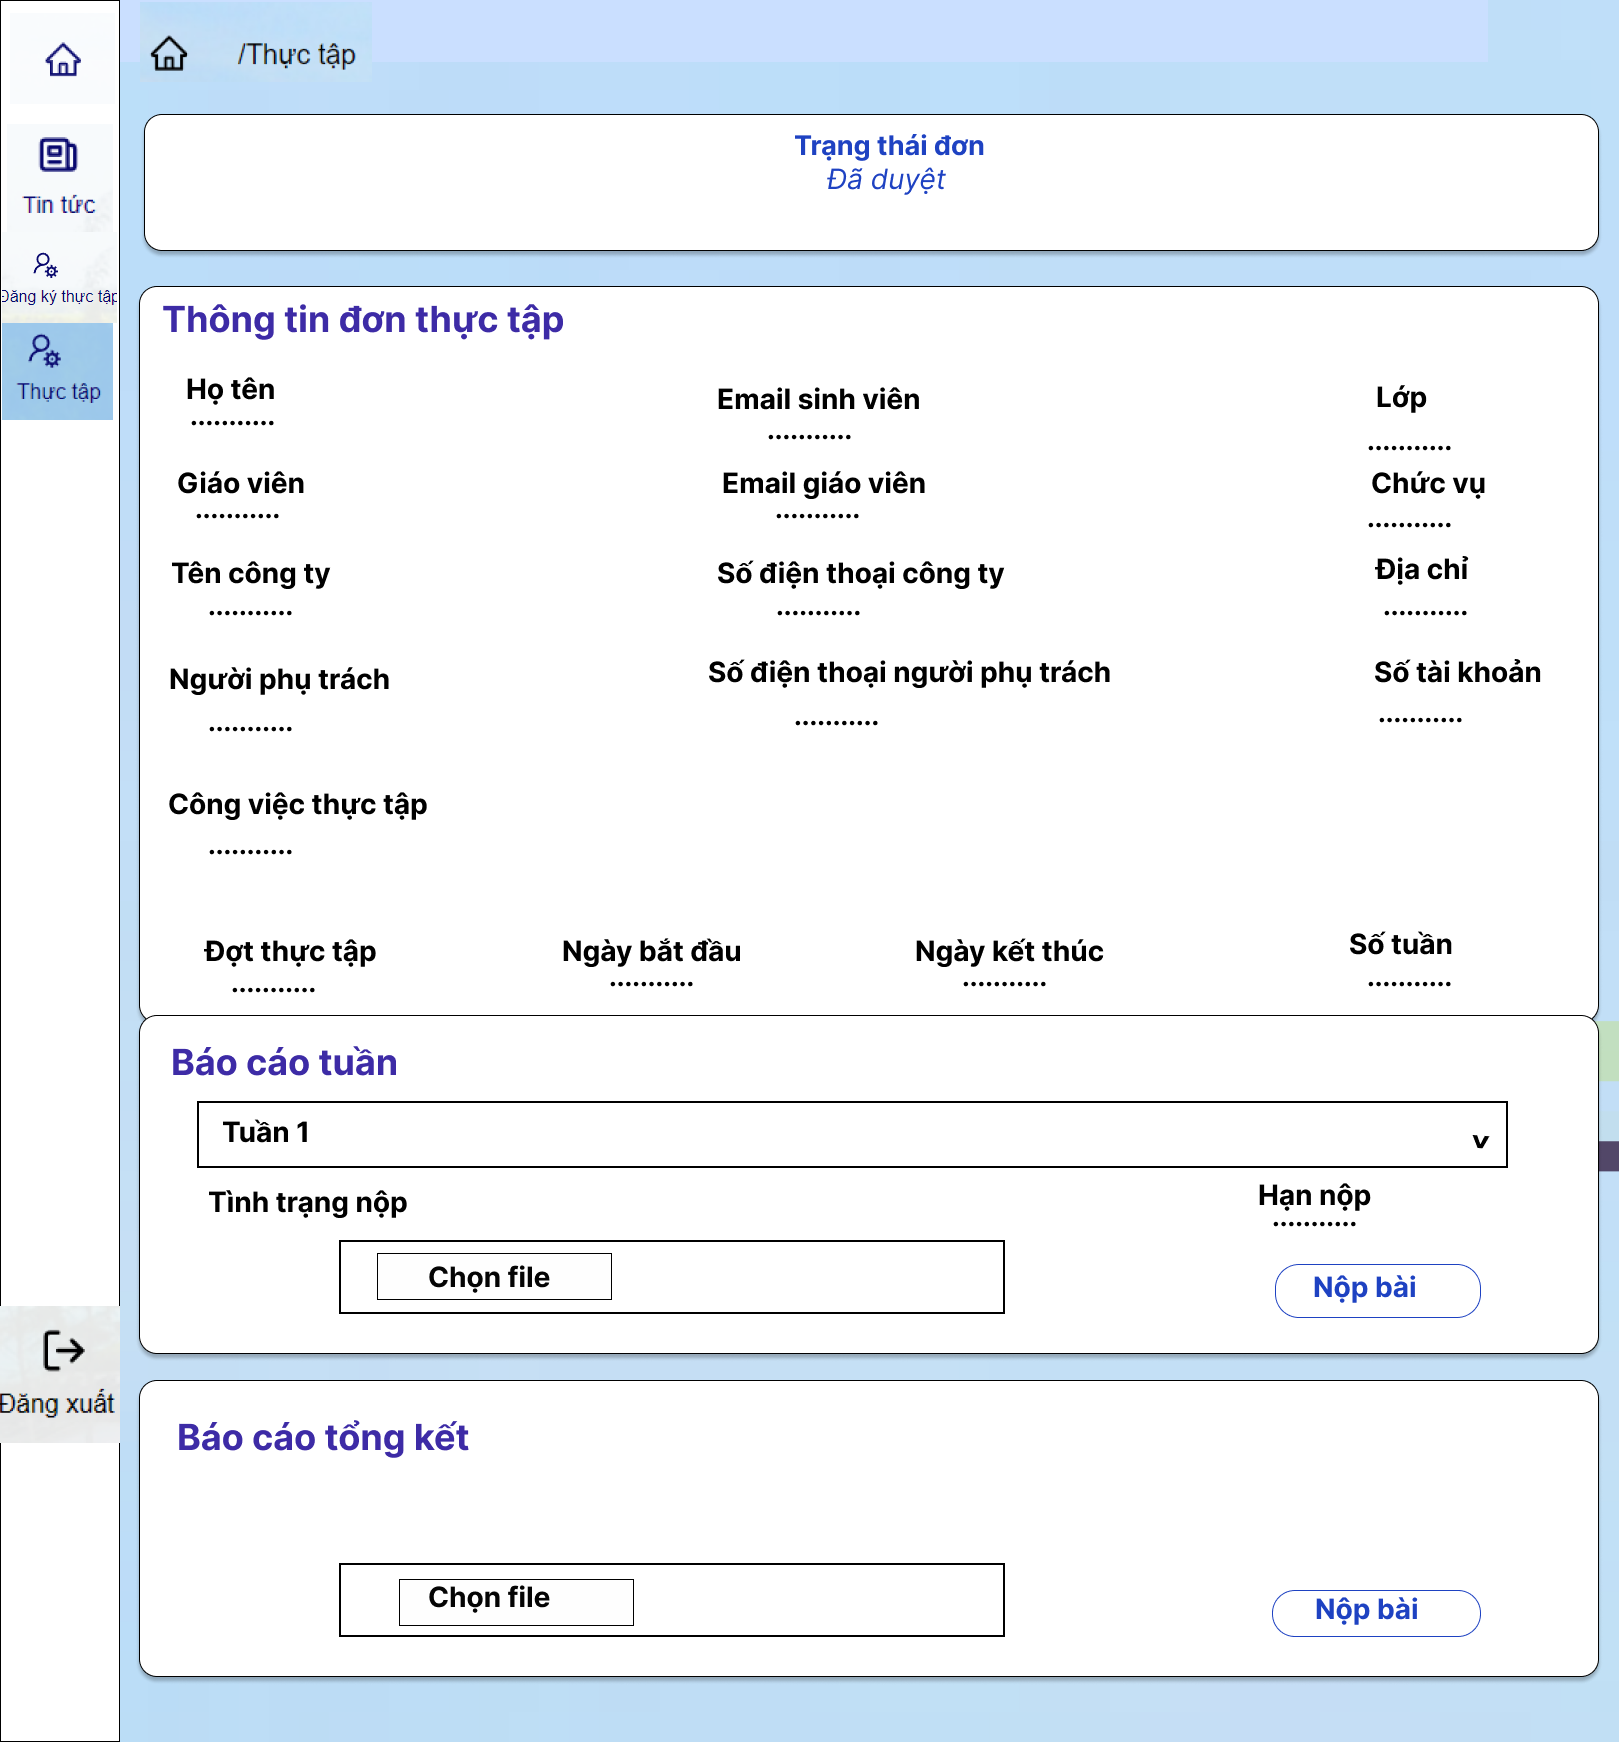 /Thực tập
Tin tức
Đăng ký thực tập
Thực tập
Đăng xuất
Trạng thái đơn
Đã duyệt
Thông tin đơn thực tập
Họ tên
...........
Email sinh viên
...........
Lớp
...........
Giáo viên
...........
Email giáo viên
...........
Chức vụ
...........
Tên công ty
...........
Số điện thoại công ty
...........
Địa chỉ
...........
Người phụ trách
...........
Số điện thoại người phụ trách
...........
Số tài khoản
...........
Công việc thực tập
...........
Đợt thực tập
...........
Ngày bắt đầu
...........
Ngày kết thúc
...........
Số tuần
...........
Báo cáo tuần
Tuần 1 v
Tình trạng nộp
Hạn nộp
...........
Chọn file
Nộp bài
Báo cáo tổng kết
Chọn file
Nộp bài